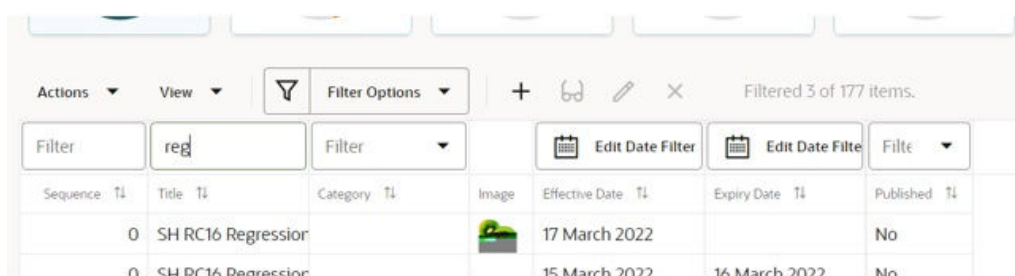 Actions View Filter Options Filtered 3 of 177 items.
Filter reg Filter Edit Date Filter Edit Date Filte Filte
Sequence Title Category Image Effective Date Expiry Date Published
0 SH RC16 Regression 17 March 2022 No
0 SH RC16 Regression 15 March 2022 16 March 2022 No